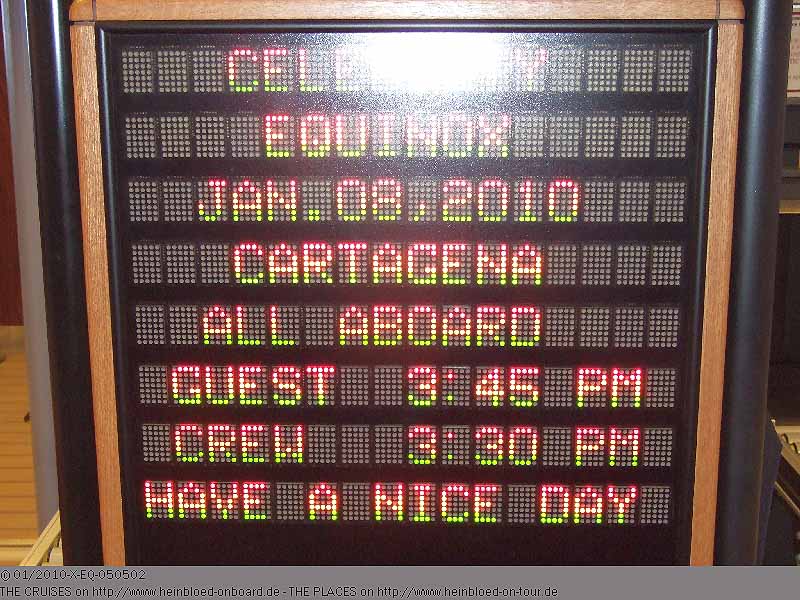 EQUINOX
JAN.08,2010
CARTAGENA
ALL ABOARD
GUEST 3:45 PM
CREW 3:30 PM
HAVE A NICE DAY
©01/2010-X-EQ-050502
THE CRUISES on http://www.heinbloed-onboard.de - THE PLACES on http://www.heinbloed-on-tour.de